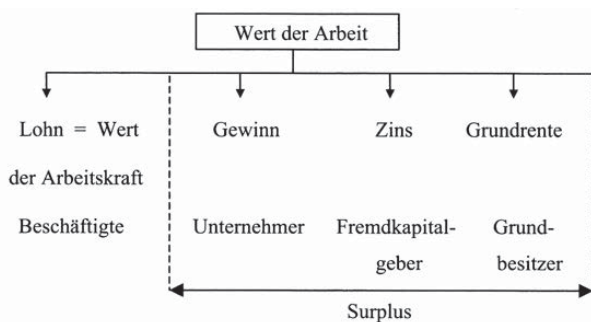 Wert der Arbeit
Lohn = Wert
der Arbeitskraft
Beschäftigte
Gewinn
Unternehmer
Zins
Fremdkapital-
geber
Grundrente
Grund-
besitzer
Surplus